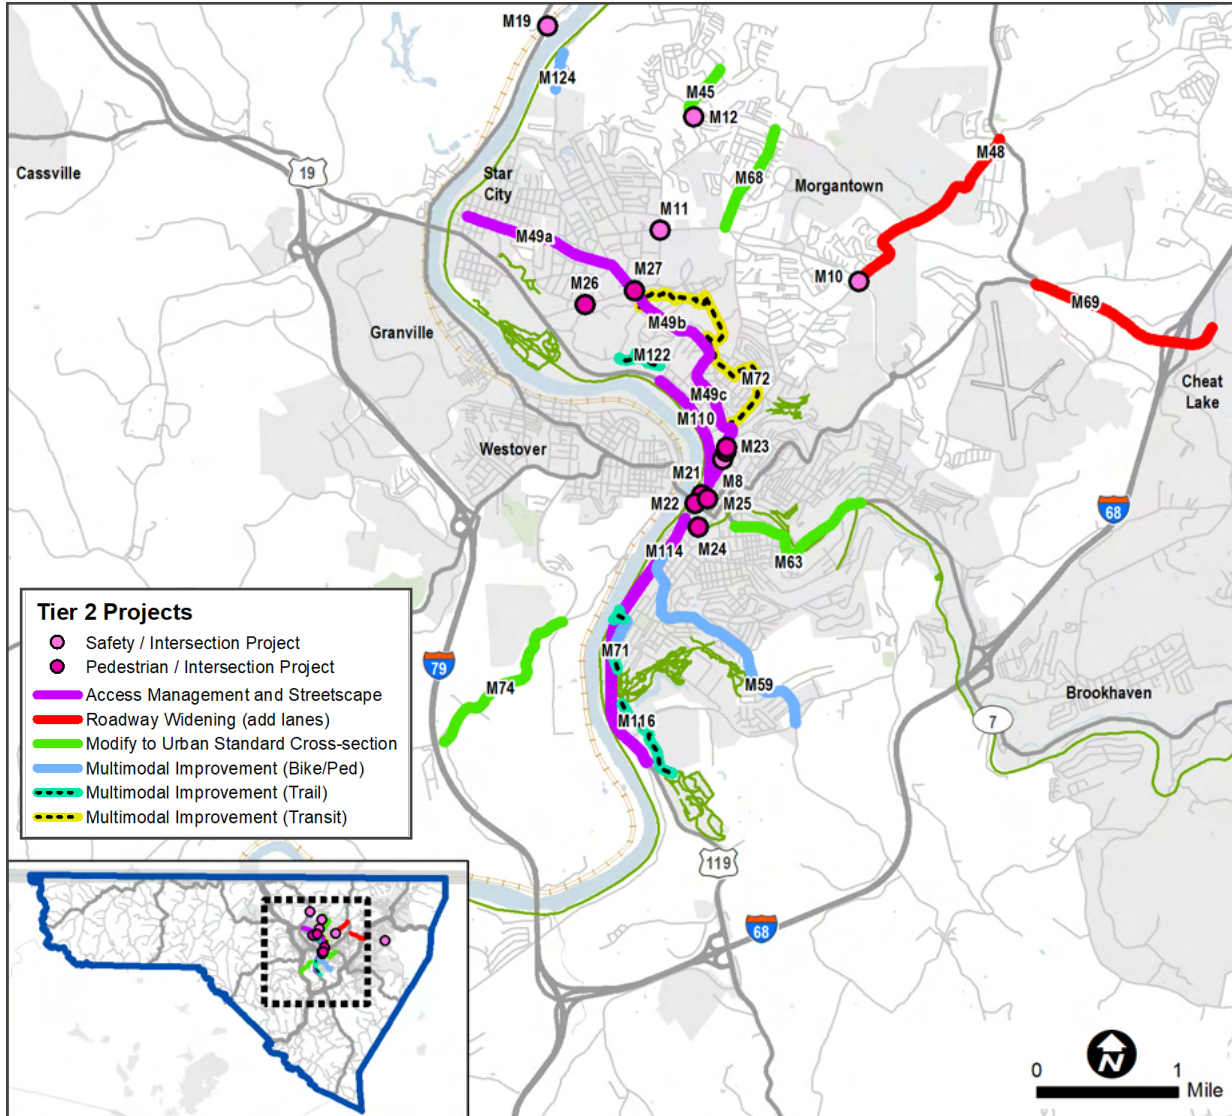 M19
M124
M45
M12
M48
Cassville
19
Star
City
M68
Morgantown
M11
M49a
M27
M10
M26
M69
M49b
Granville
M122
M72
Cheat
Lake
M49c
M110
Westover
M23
M21
M8
M22
M25
68
M24
M114
M63
Tier 2 Projects
Safety / Intersection Project
Pedestrian / Intersection Project
Access Management and Streetscape
Roadway Widening (add lanes)
Modify to Urban Standard Cross-section
Multimodal Improvement (Bike/Ped)
Multimodal Improvement (Trail)
Multimodal Improvement (Transit)
79
M71
M74
M59
Brookhaven
M116
7
119
68
N
0 1
Mile